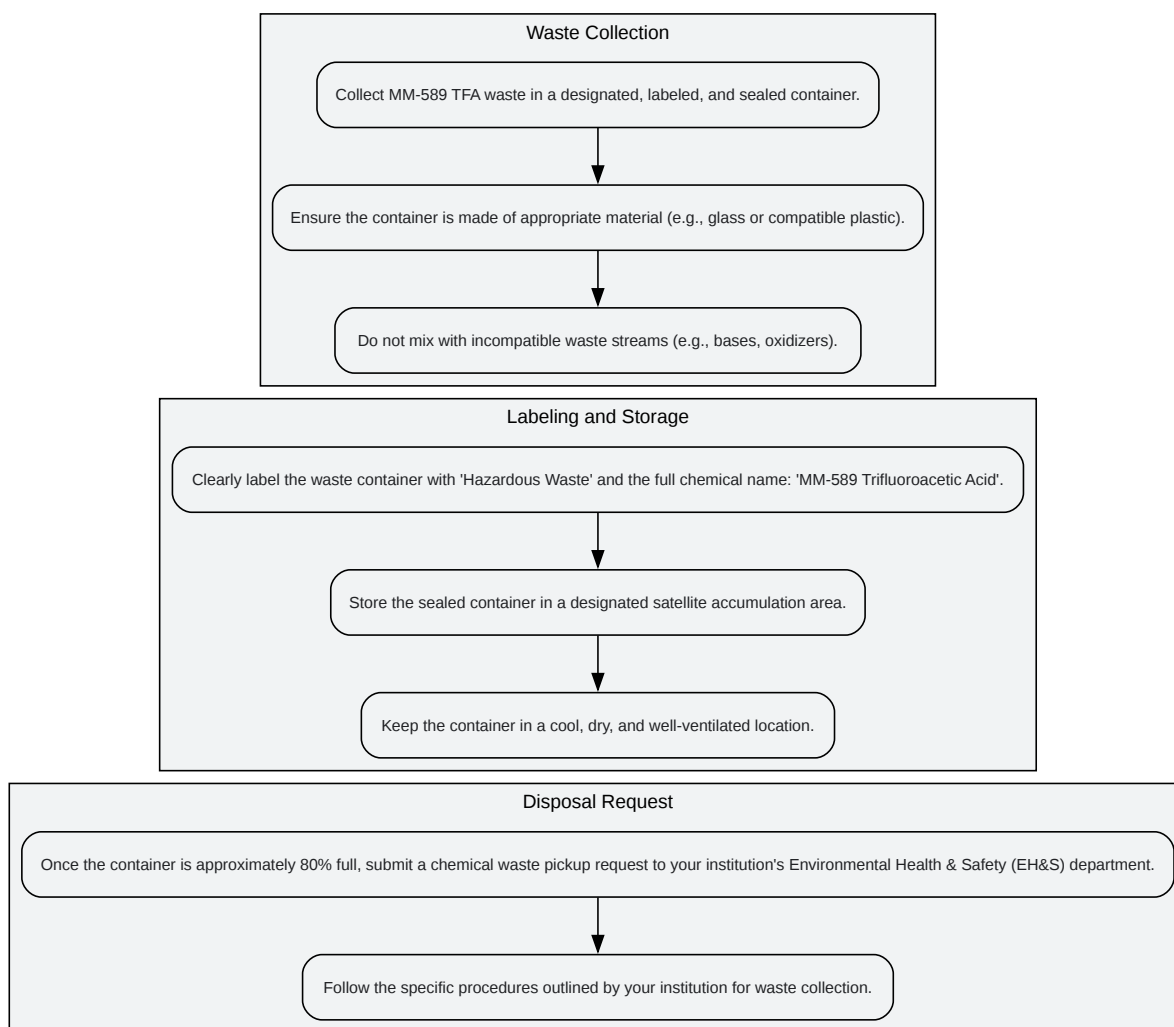 Waste Collection
Collect MM-589 TFA waste in a designated, labeled, and sealed container.
Ensure the container is made of appropriate material (e.g., glass or compatible plastic).
Do not mix with incompatible waste streams (e.g., bases, oxidizers).
Labeling and Storage
Clearly label the waste container with 'Hazardous Waste' and the full chemical name: 'MM-589 Trifluoroacetic Acid'.
Store the sealed container in a designated satellite accumulation area.
Keep the container in a cool, dry, and well-ventilated location.
Disposal Request
Once the container is approximately 80% full, submit a chemical waste pickup request to your institution's Environmental Health & Safety (EH&S) department.
Follow the specific procedures outlined by your institution for waste collection.